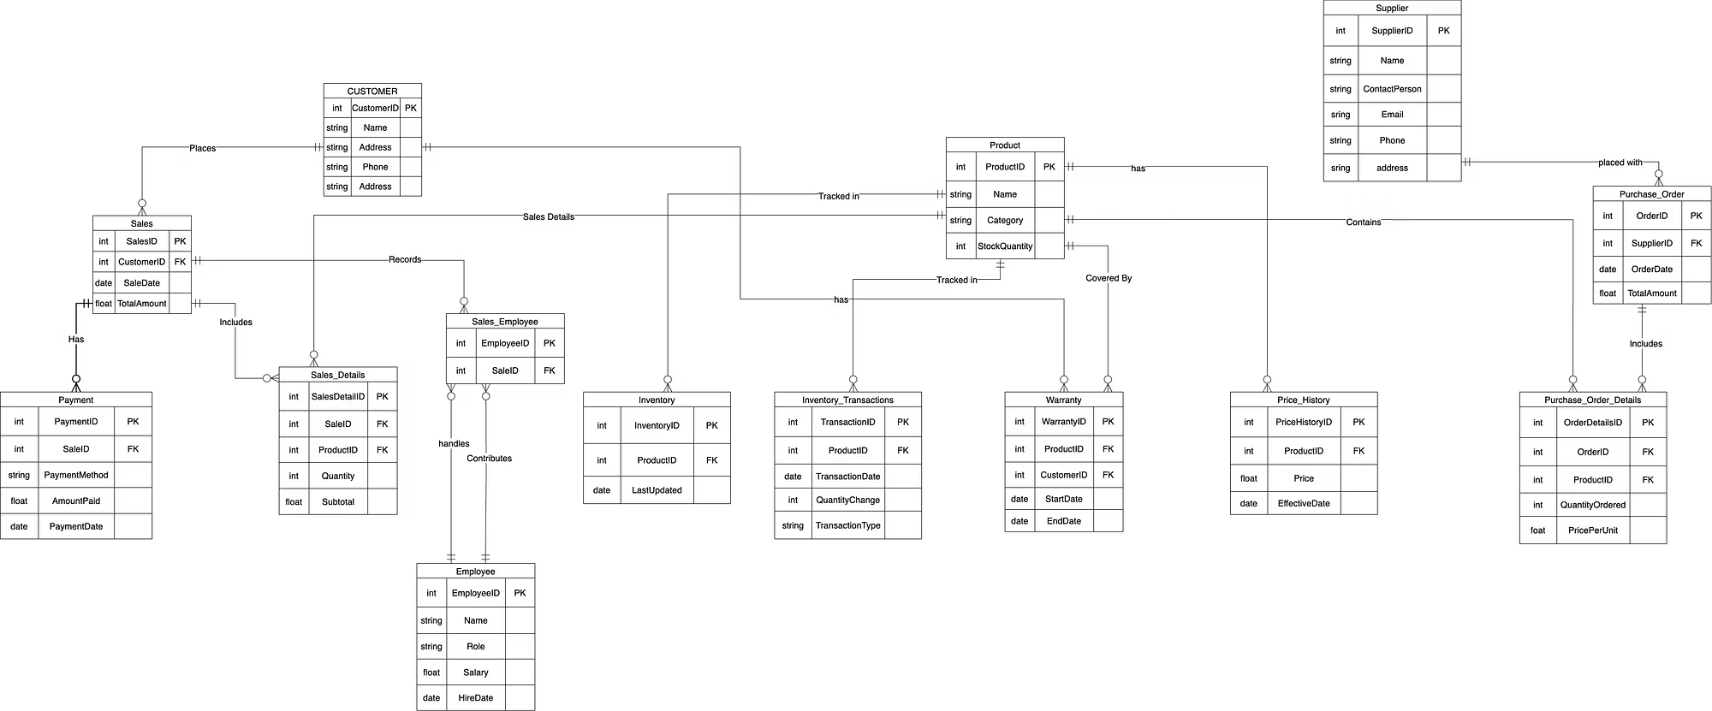 Supplier
int SupplierID PK
string Name
string ContactPerson
sring Email
string Phone
sring address
CUSTOMER
int CustomerID PK
string Name
stirng Address
string Phone
string Address
Places
placed with
Product
int ProductID PK
string Name
string Category
int StockQuantity
has
Tracked in
Sales Details
Contains
Purchase_Order
int OrderID PK
int SupplierID FK
date OrderDate
float TotalAmount
Sales
int SalesID PK
int CustomerID FK
date SaleDate
float TotalAmount
Records
Tracked in
Covered By
has
Has
Includes
Includes
Sales_Employee
int EmployeeID PK
int SaleID FK
Sales_Details
int SalesDetailID PK
int SaleID FK
int ProductID FK
int Quantity
float Subtotal
Payment
int PaymentID PK
int SaleID FK
string PaymentMethod
float AmountPaid
date PaymentDate
handles
Contributes
Inventory
int InventoryID PK
int ProductID FK
date LastUpdated
Inventory_Transactions
int TransactionID PK
int ProductID FK
date TransactionDate
int QuantityChange
string TransactionType
Warranty
int WarrantyID PK
int ProductID FK
int CustomerID FK
date StartDate
date EndDate
Price_History
int PriceHistoryID PK
int ProductID FK
float Price
date EffectiveDate
Purchase_Order_Details
int OrderDetailsID PK
int OrderID FK
int ProductID FK
int QuantityOrdered
foat PricePerUnit
Employee
int EmployeeID PK
string Name
string Role
float Salary
date HireDate